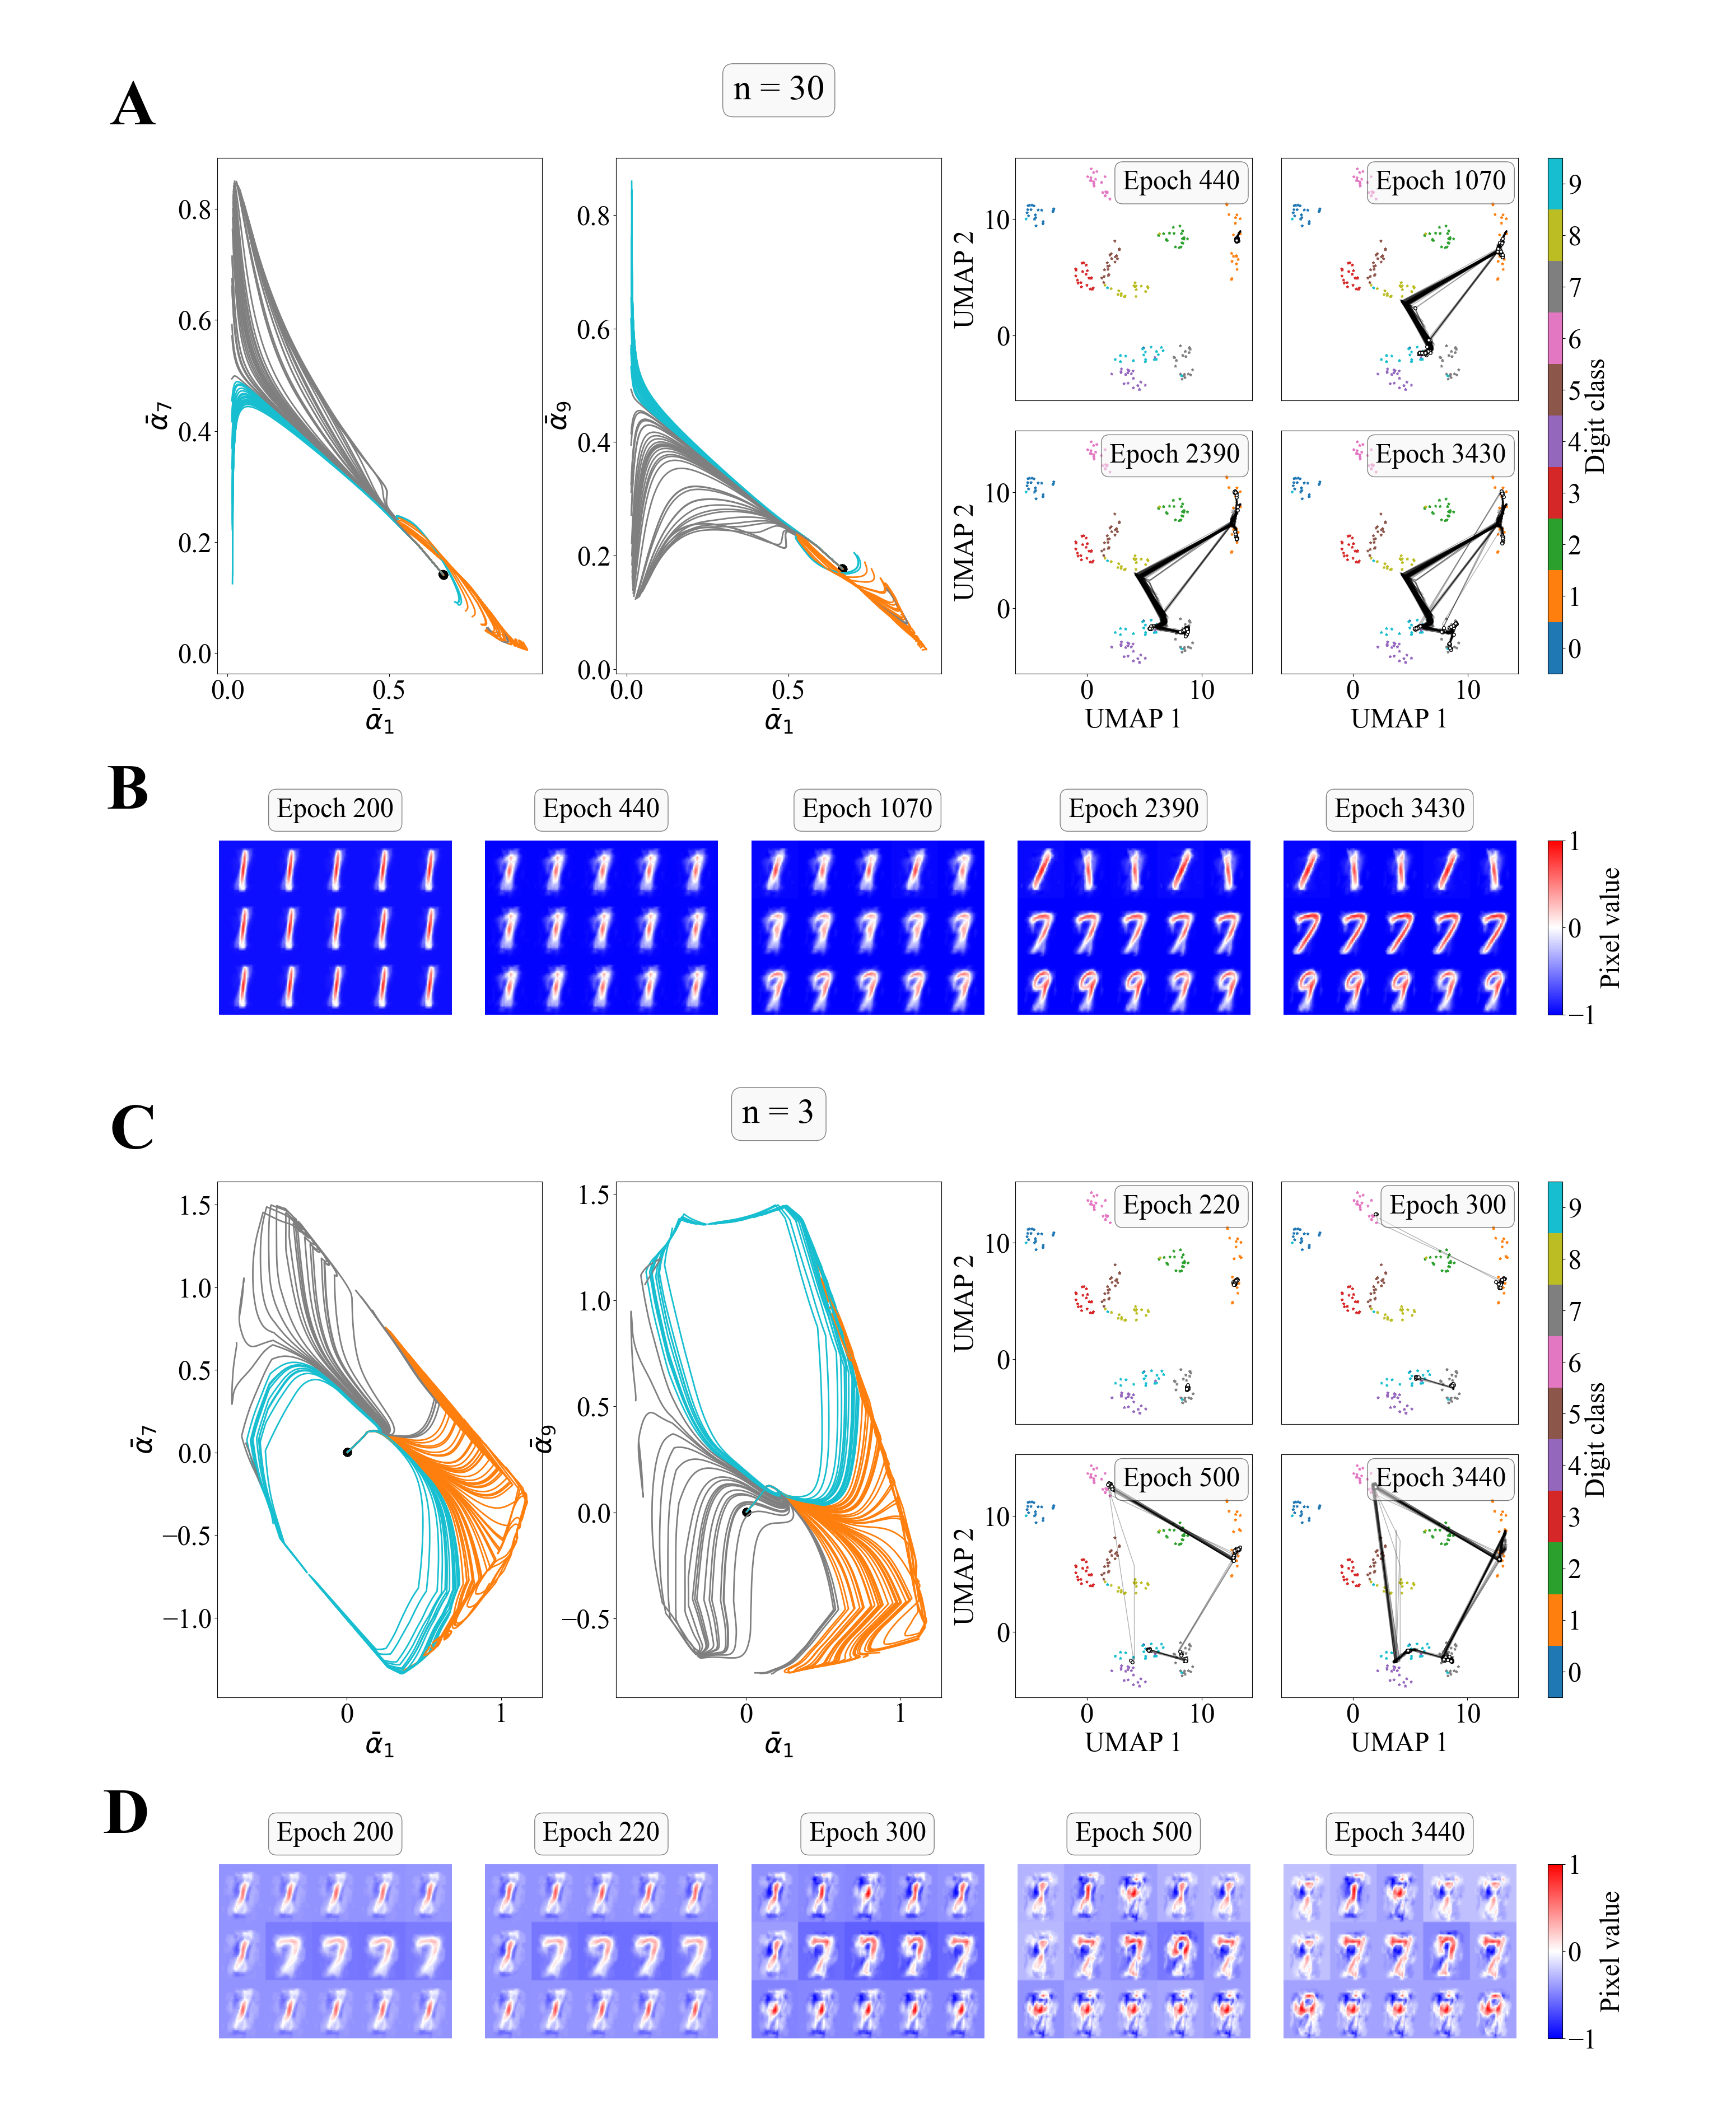 A
n = 30
0.8
0.6
0.4
0.2
0.0
ᾱ7
0.0
0.5
ᾱ1
0.8
0.6
0.4
0.2
0.0
ᾱ9
0.0
0.5
ᾱ1
Epoch 440
Epoch 1070
10
0
UMAP 2
Epoch 2390
Epoch 3430
10
0
UMAP 2
0
10
UMAP 1
0
10
UMAP 1
9
8
7
6
5
4
3
2
1
0
Digit class
B
Epoch 200
Epoch 440
Epoch 1070
Epoch 2390
Epoch 3430
1
0
−1
Pixel value
C
n = 3
1.5
1.0
0.5
0.0
−0.5
−1.0
ᾱ7
0
1
ᾱ1
1.5
1.0
0.5
0.0
−0.5
ᾱ9
0
1
ᾱ1
Epoch 220
Epoch 300
10
0
UMAP 2
Epoch 500
Epoch 3440
10
0
UMAP 2
0
10
UMAP 1
0
10
UMAP 1
9
8
7
6
5
4
3
2
1
0
Digit class
D
Epoch 200
Epoch 220
Epoch 300
Epoch 500
Epoch 3440
1
0
−1
Pixel value